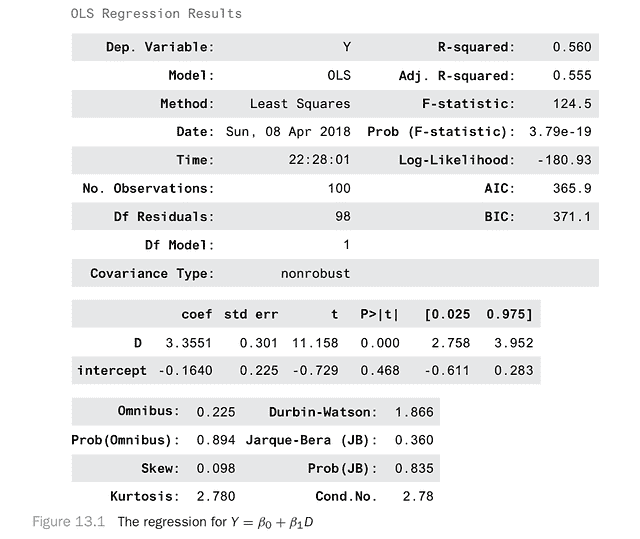 OLS Regression Results
Dep. Variable: Y R-squared: 0.560
Model: OLS Adj. R-squared: 0.555
Method: Least Squares F-statistic: 124.5
Date: Sun, 08 Apr 2018 Prob (F-statistic): 3.79e-19
Time: 22:28:01 Log-Likelihood: -180.93
No. Observations: 100 AIC: 365.9
Df Residuals: 98 BIC: 371.1
Df Model: 1
Covariance Type: nonrobust
coef std err t P>|t| [0.025 0.975]
D 3.3551 0.301 11.158 0.000 2.758 3.952
intercept -0.1640 0.225 -0.729 0.468 -0.611 0.283
Omnibus: 0.225 Durbin-Watson: 1.866
Prob(Omnibus): 0.894 Jarque-Bera (JB): 0.360
Skew: 0.098 Prob(JB): 0.835
Kurtosis: 2.780 Cond.No. 2.78
Figure 13.1 The regression for Y = β₀ + β₁D